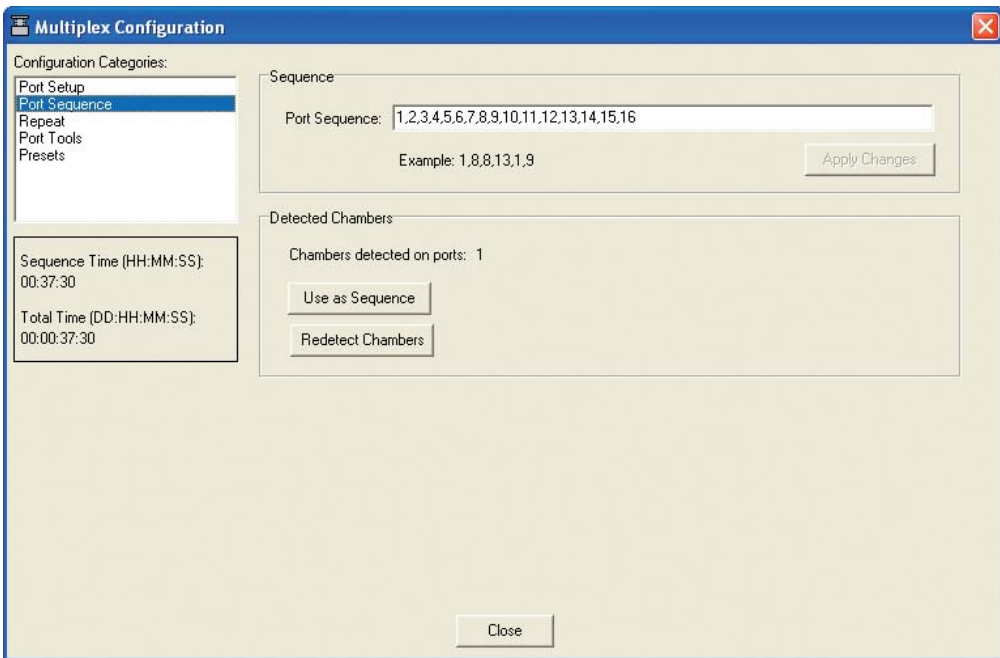 Multiplex Configuration
Configuration Categories:
Port Setup
Port Sequence
Repeat
Port Tools
Presets
Sequence Time (HH:MM:SS):
00:37:30
Total Time (DD:HH:MM:SS):
00:00:37:30
Sequence
Port Sequence: 1,2,3,4,5,6,7,8,9,10,11,12,13,14,15,16
Example: 1,8,8,13,1,9
Apply Changes
Detected Chambers
Chambers detected on ports: 1
Use as Sequence
Redetect Chambers
Close